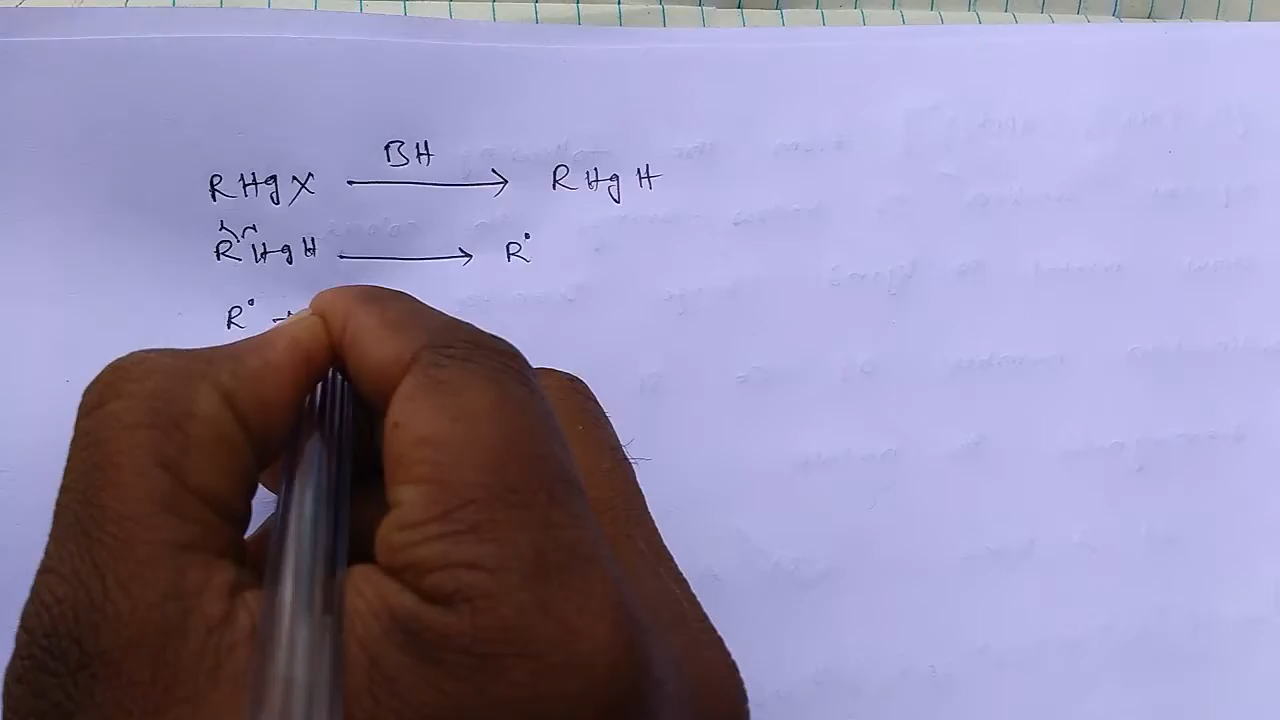 BH
RHgX ⟶ RHgH
RHgH ⟶ R•
R• +